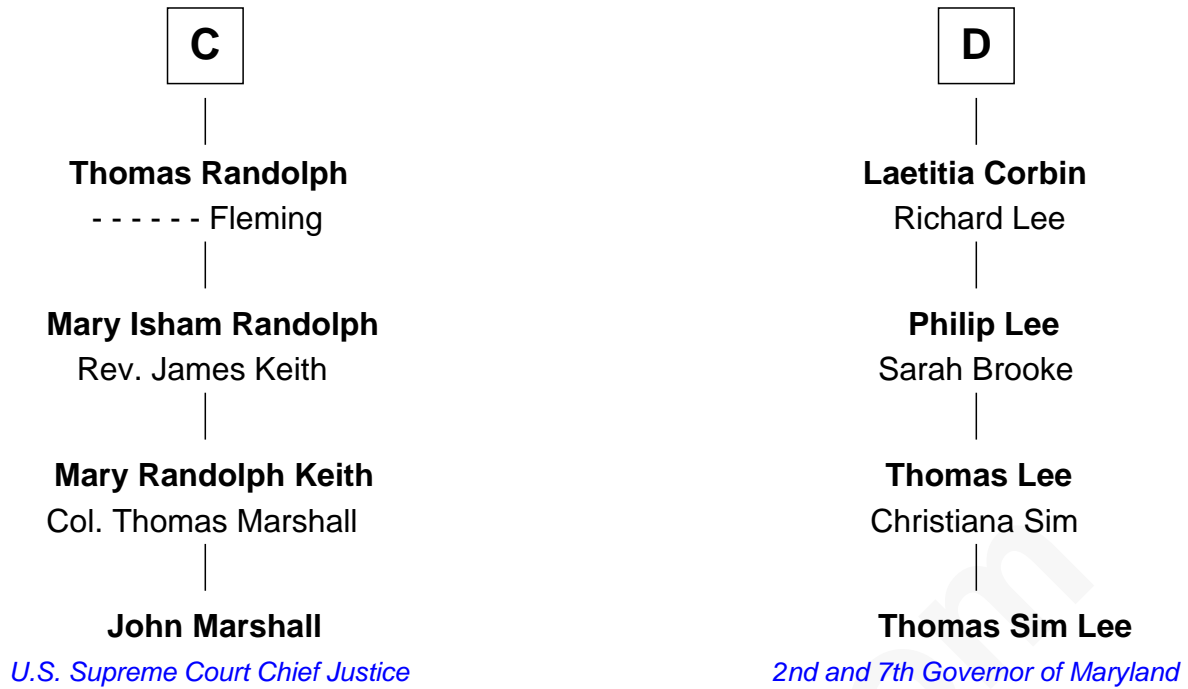 C
Thomas Randolph
- - - - - - Fleming
Mary Isham Randolph
Rev. James Keith
Mary Randolph Keith
Col. Thomas Marshall
John Marshall
U.S. Supreme Court Chief Justice
D
Laetitia Corbin
Richard Lee
Philip Lee
Sarah Brooke
Thomas Lee
Christiana Sim
Thomas Sim Lee
2nd and 7th Governor of Maryland